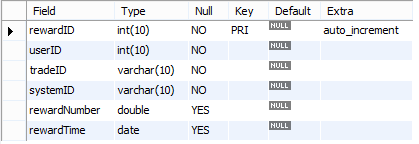 Field Type Null Key Default Extra
rewardID int(10) NO PRI NULL auto_increment
userID int(10) NO NULL
tradeID varchar(10) NO NULL
systemID varchar(10) NO NULL
rewardNumber double YES NULL
rewardTime date YES NULL